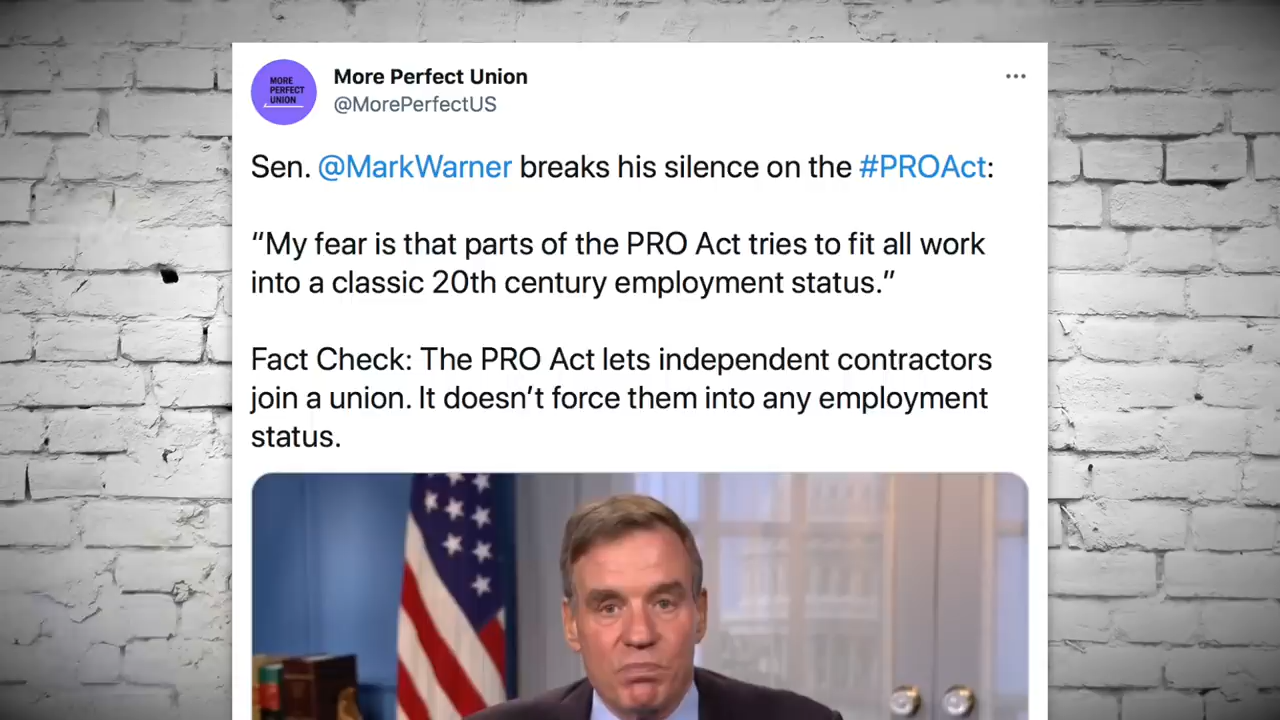 MORE
PERFECT
UNION
More Perfect Union
@MorePerfectUS
Sen. @MarkWarner breaks his silence on the #PROAct:
“My fear is that parts of the PRO Act tries to fit all work
into a classic 20th century employment status.”
Fact Check: The PRO Act lets independent contractors
join a union. It doesn’t force them into any employment
status.